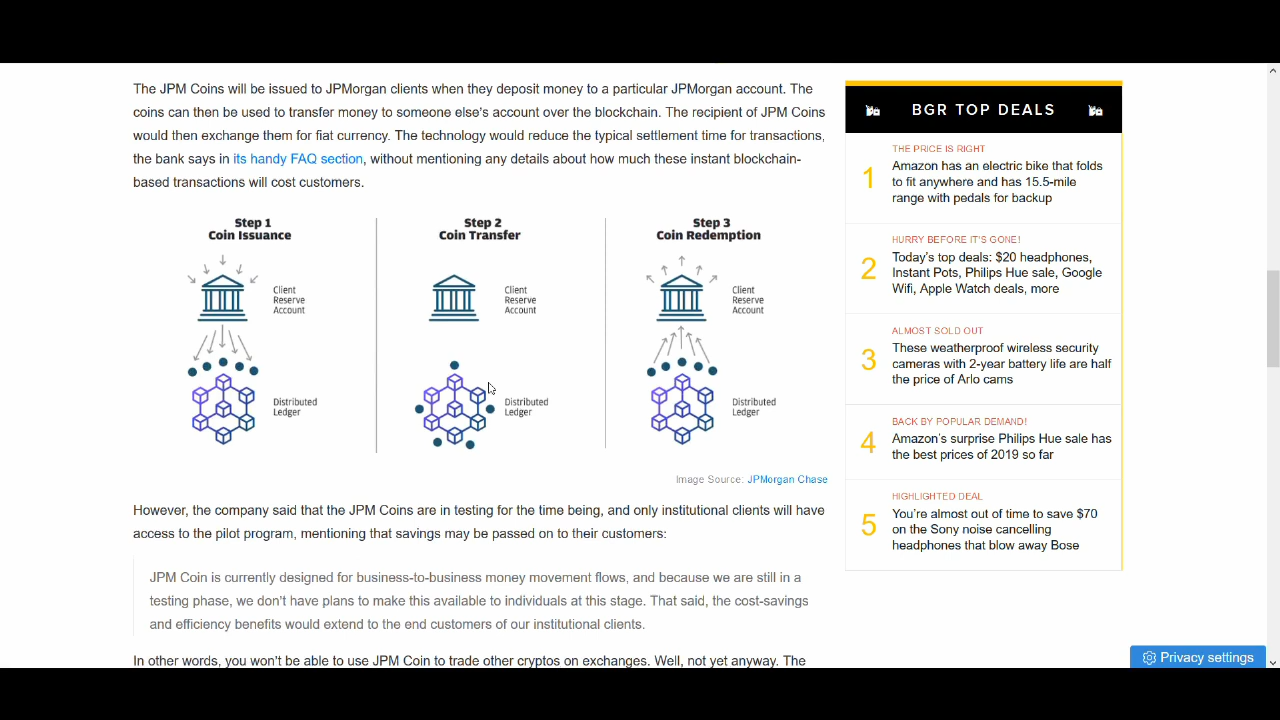 The JPM Coins will be issued to JPMorgan clients when they deposit money to a particular JPMorgan account. The
coins can then be used to transfer money to someone else's account over the blockchain. The recipient of JPM Coins
would then exchange them for fiat currency. The technology would reduce the typical settlement time for transactions,
the bank says in its handy FAQ section, without mentioning any details about how much these instant blockchain-
based transactions will cost customers.
Step 1
Coin Issuance
Client
Reserve
Account
Distributed
Ledger
Step 2
Coin Transfer
Client
Reserve
Account
Distributed
Ledger
Step 3
Coin Redemption
Client
Reserve
Account
Distributed
Ledger
Image Source: JPMorgan Chase
However, the company said that the JPM Coins are in testing for the time being, and only institutional clients will have
access to the pilot program, mentioning that savings may be passed on to their customers:
JPM Coin is currently designed for business-to-business money movement flows, and because we are still in a
testing phase, we don't have plans to make this available to individuals at this stage. That said, the cost-savings
and efficiency benefits would extend to the end customers of our institutional clients.
In other words, you won't be able to use JPM Coin to trade other cryptos on exchanges. Well, not yet anyway. The
BGR TOP DEALS
THE PRICE IS RIGHT
1
Amazon has an electric bike that folds
to fit anywhere and has 15.5-mile
range with pedals for backup
HURRY BEFORE IT'S GONE!
2
Today's top deals: $20 headphones,
Instant Pots, Philips Hue sale, Google
Wifi, Apple Watch deals, more
ALMOST SOLD OUT
3
These weatherproof wireless security
cameras with 2-year battery life are half
the price of Arlo cams
BACK BY POPULAR DEMAND!
4
Amazon's surprise Philips Hue sale has
the best prices of 2019 so far
HIGHLIGHTED DEAL
5
You're almost out of time to save $70
on the Sony noise cancelling
headphones that blow away Bose
Privacy settings